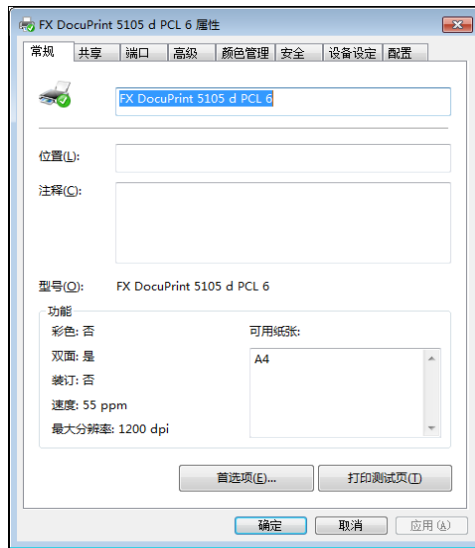 FX DocuPrint 5105 d PCL 6 属性
常规 共享 端口 高级 颜色管理 安全 设备设定 配置
FX DocuPrint 5105 d PCL 6
位置(L):
注释(C):
型号(O): FX DocuPrint 5105 d PCL 6
功能
彩色: 否 可用纸张:
双面: 是 A4
装订: 否
速度: 55 ppm
最大分辨率: 1200 dpi
首选项(E)... 打印测试页(T)
确定 取消 应用(A)